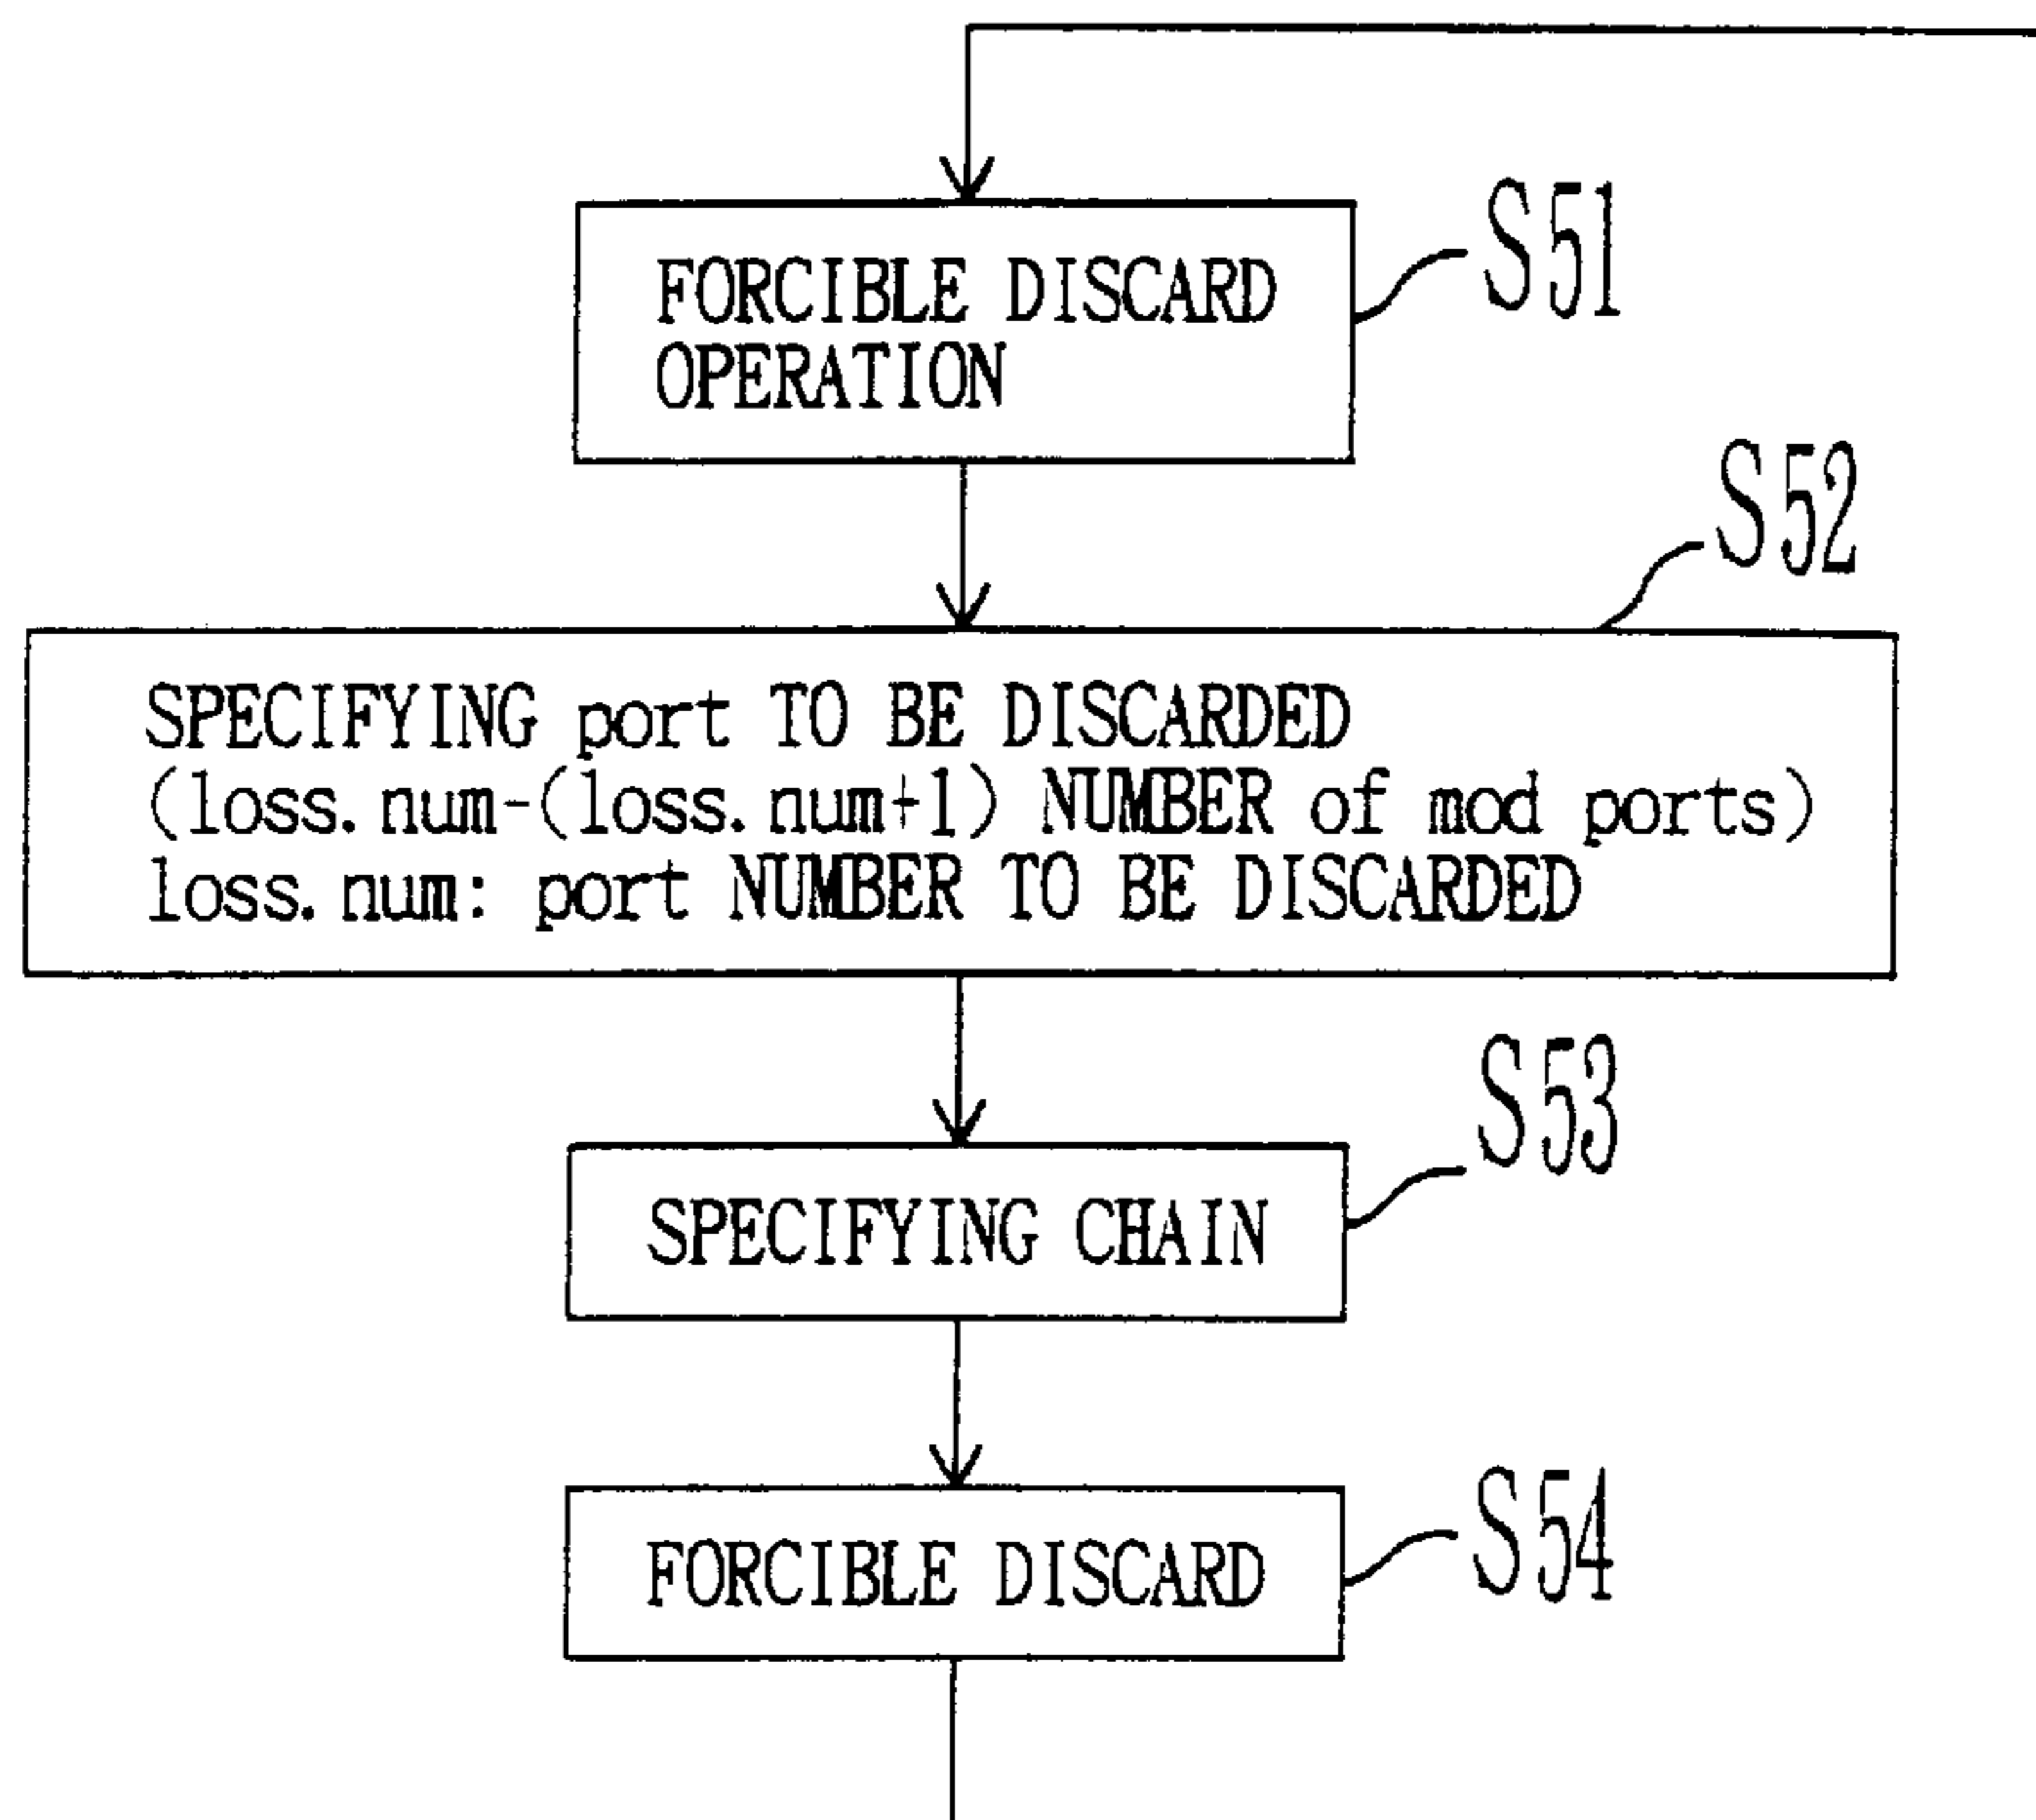 FORCIBLE DISCARD
OPERATION
S51
S52
SPECIFYING port TO BE DISCARDED
(loss.num-(loss.num+1) NUMBER of mod ports)
loss.num: port NUMBER TO BE DISCARDED
S53
SPECIFYING CHAIN
S54
FORCIBLE DISCARD